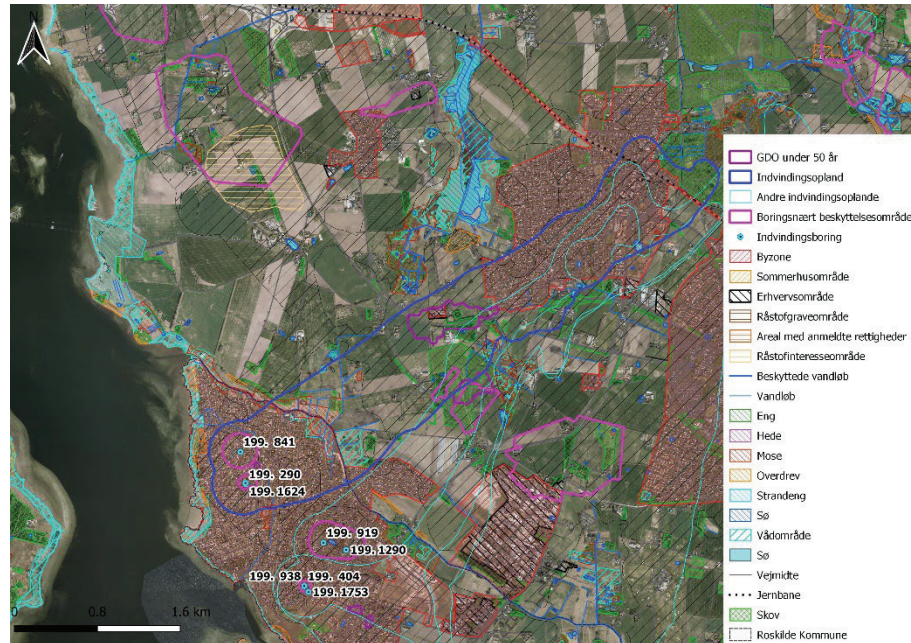 N
199. 841
199. 290
199. 1624
199. 919
199. 1290
199. 938 199. 404
199. 1753
0 0.8 1.6 km
GDO under 50 år
Indvindingsopland
Andre indvindingsoplande
Boringsnært beskyttelsesområde
Indvindingsboring
Byzone
Sommerhusområde
Erhvervsområde
Råstofgraveområde
Areal med anmeldte rettigheder
Råstofinteresseområde
Beskyttede vandløb
Vandløb
Eng
Hede
Mose
Overdrev
Strandeng
Sø
Vådområde
Sø
Vejmidte
Jernbane
Skov
Roskilde Kommune